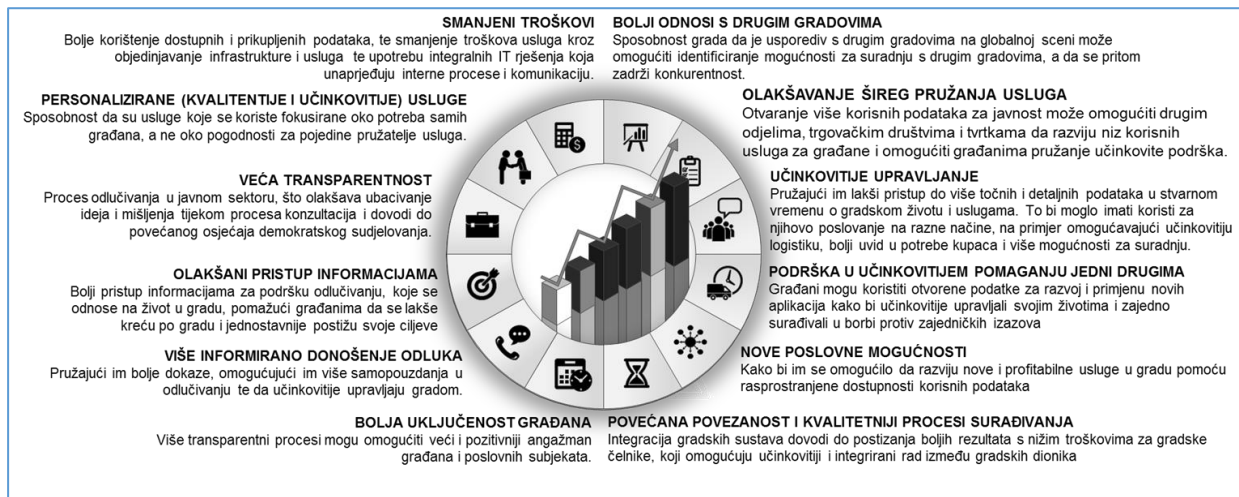 SMANJENI TROŠKOVI
Bolje korištenje dostupnih i prikupljenih podataka, te smanjenje troškova usluga kroz
objedinjavanje infrastrukture i usluga te upotrebu integralnih IT rješenja koja
unaprjeđuju interne procese i komunikaciju.
PERSONALIZIRANE (KVALITENTIJE I UČINKOVITIJE) USLUGE
Sposobnost da su usluge koje se koriste fokusirane oko potreba samih
građana, a ne oko pogodnosti za pojedine pružatelje usluga.
VEĆA TRANSPARENTNOST
Proces odlučivanja u javnom sektoru, što olakšava ubacivanje
ideja i mišljenja tijekom procesa konzultacija i dovodi do
povećanog osjećaja demokratskog sudjelovanja.
OLAKŠANI PRISTUP INFORMACIJAMA
Bolji pristup informacijama za podršku odlučivanju, koje se
odnose na život u gradu, pomažući građanima da se lakše
kreću po gradu i jednostavnije postižu svoje ciljeve
VIŠE INFORMIRANO DONOŠENJE ODLUKA
Pružajući im bolje dokaze, omogućujući im više samopouzdanja u
odlučivanju te da učinkovitije upravljaju gradom.
BOLJA UKLJUČENOST GRAĐANA
Više transparentni procesi mogu omogućiti veći i pozitivniji angažman
građana i poslovnih subjekata.
BOLJI ODNOSI S DRUGIM GRADOVIMA
Sposobnost grada da je usporediv s drugim gradovima na globalnoj sceni može
omogućiti identificiranje mogućnosti za suradnju s drugim gradovima, a da se pritom
zadrži konkurentnost.
OLAKŠAVANJE ŠIREG PRUŽANJA USLUGA
Otvaranje više korisnih podataka za javnost može omogućiti drugim
odjelima, trgovačkim društvima i tvrtkama da razviju niz korisnih
usluga za građane i omogućiti građanima pružanje učinkovite podrška.
UČINKOVITIJE UPRAVLJANJE
Pružajući im lakši pristup do više točnih i detaljnih podataka u stvarnom
vremenu o gradskom životu i uslugama. To bi moglo imati koristi za
njihovo poslovanje na razne načine, na primjer omogućavajući učinkovitiju
logistiku, bolji uvid u potrebe kupaca i više mogućnosti za suradnju.
PODRŠKA U UČINKOVITIJEM POMAGANJU JEDNI DRUGIMA
Građani mogu koristiti otvorene podatke za razvoj i primjenu novih
aplikacija kako bi učinkovitije upravljali svojim životima i zajedno
surađivali u borbi protiv zajedničkih izazova
NOVE POSLOVNE MOGUĆNOSTI
Kako bi im se omogućilo da razviju nove i profitabilne usluge u gradu pomoću
rasprostranjene dostupnosti korisnih podataka
POVEĆANA POVEZANOST I KVALITETNIJI PROCESI SURAĐIVANJA
Integracija gradskih sustava dovodi do postizanja boljih rezultata s nižim troškovima za gradske
čelnike, koji omogućuju učinkovitiji i integrirani rad između gradskih dionika